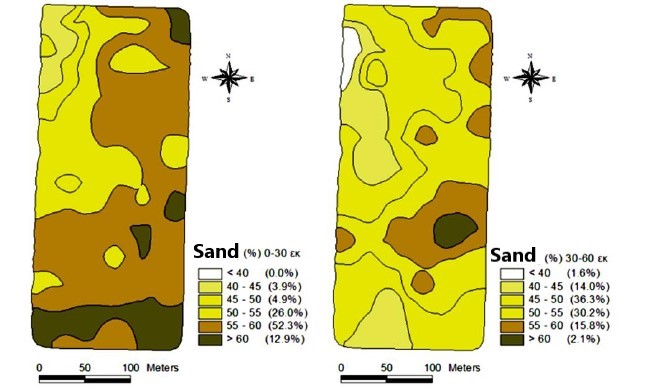 N
W E
S
Sand (%) 0-30 εκ
< 40 (0.0%)
40 - 45 (3.9%)
45 - 50 (4.9%)
50 - 55 (26.0%)
55 - 60 (52.3%)
> 60 (12.9%)
0 50 100 Meters
N
W E
S
Sand (%) 30-60 εκ
< 40 (1.6%)
40 - 45 (14.0%)
45 - 50 (36.3%)
50 - 55 (30.2%)
55 - 60 (15.8%)
> 60 (2.1%)
0 50 100 Meters